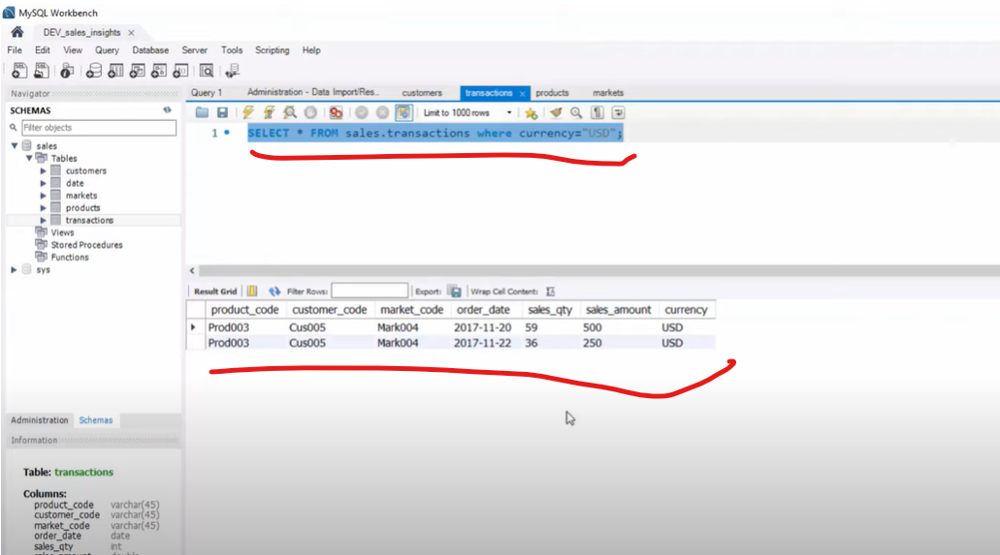 MySQL Workbench
DEV_sales_insights ×
File Edit View Query Database Server Tools Scripting Help
Navigator
SCHEMAS
Filter objects
sales
Tables
customers
date
markets
products
transactions
Views
Stored Procedures
Functions
sys
Administration Schemas
Information
Table: transactions
Columns:
product_code varchar(45)
customer_code varchar(45)
market_code varchar(45)
order_date date
sales_qty int
Query 1 Administration - Data Import/Res... customers transactions × products markets
Limit to 1000 rows
1 SELECT * FROM sales.transactions where currency="USD";
Result Grid Filter Rows: Export: Wrap Cell Content:
product_code customer_code market_code order_date sales_qty sales_amount currency
Prod003 Cus005 Mark004 2017-11-20 59 500 USD
Prod003 Cus005 Mark004 2017-11-22 36 250 USD